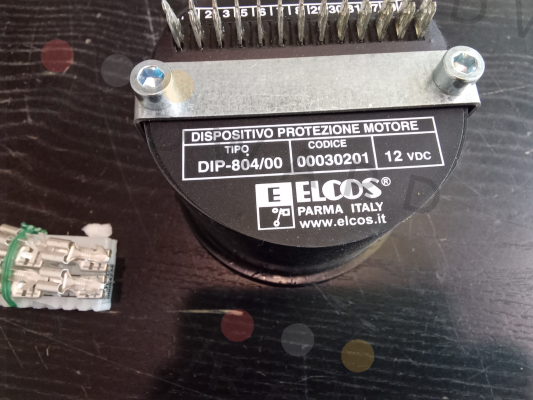 DISPOSITIVO PROTEZIONE MOTORE
TIPO CODICE
DIP-804/00 00030201 12 VDC
E ELCOS®
PARMA ITALY
www.elcos.it